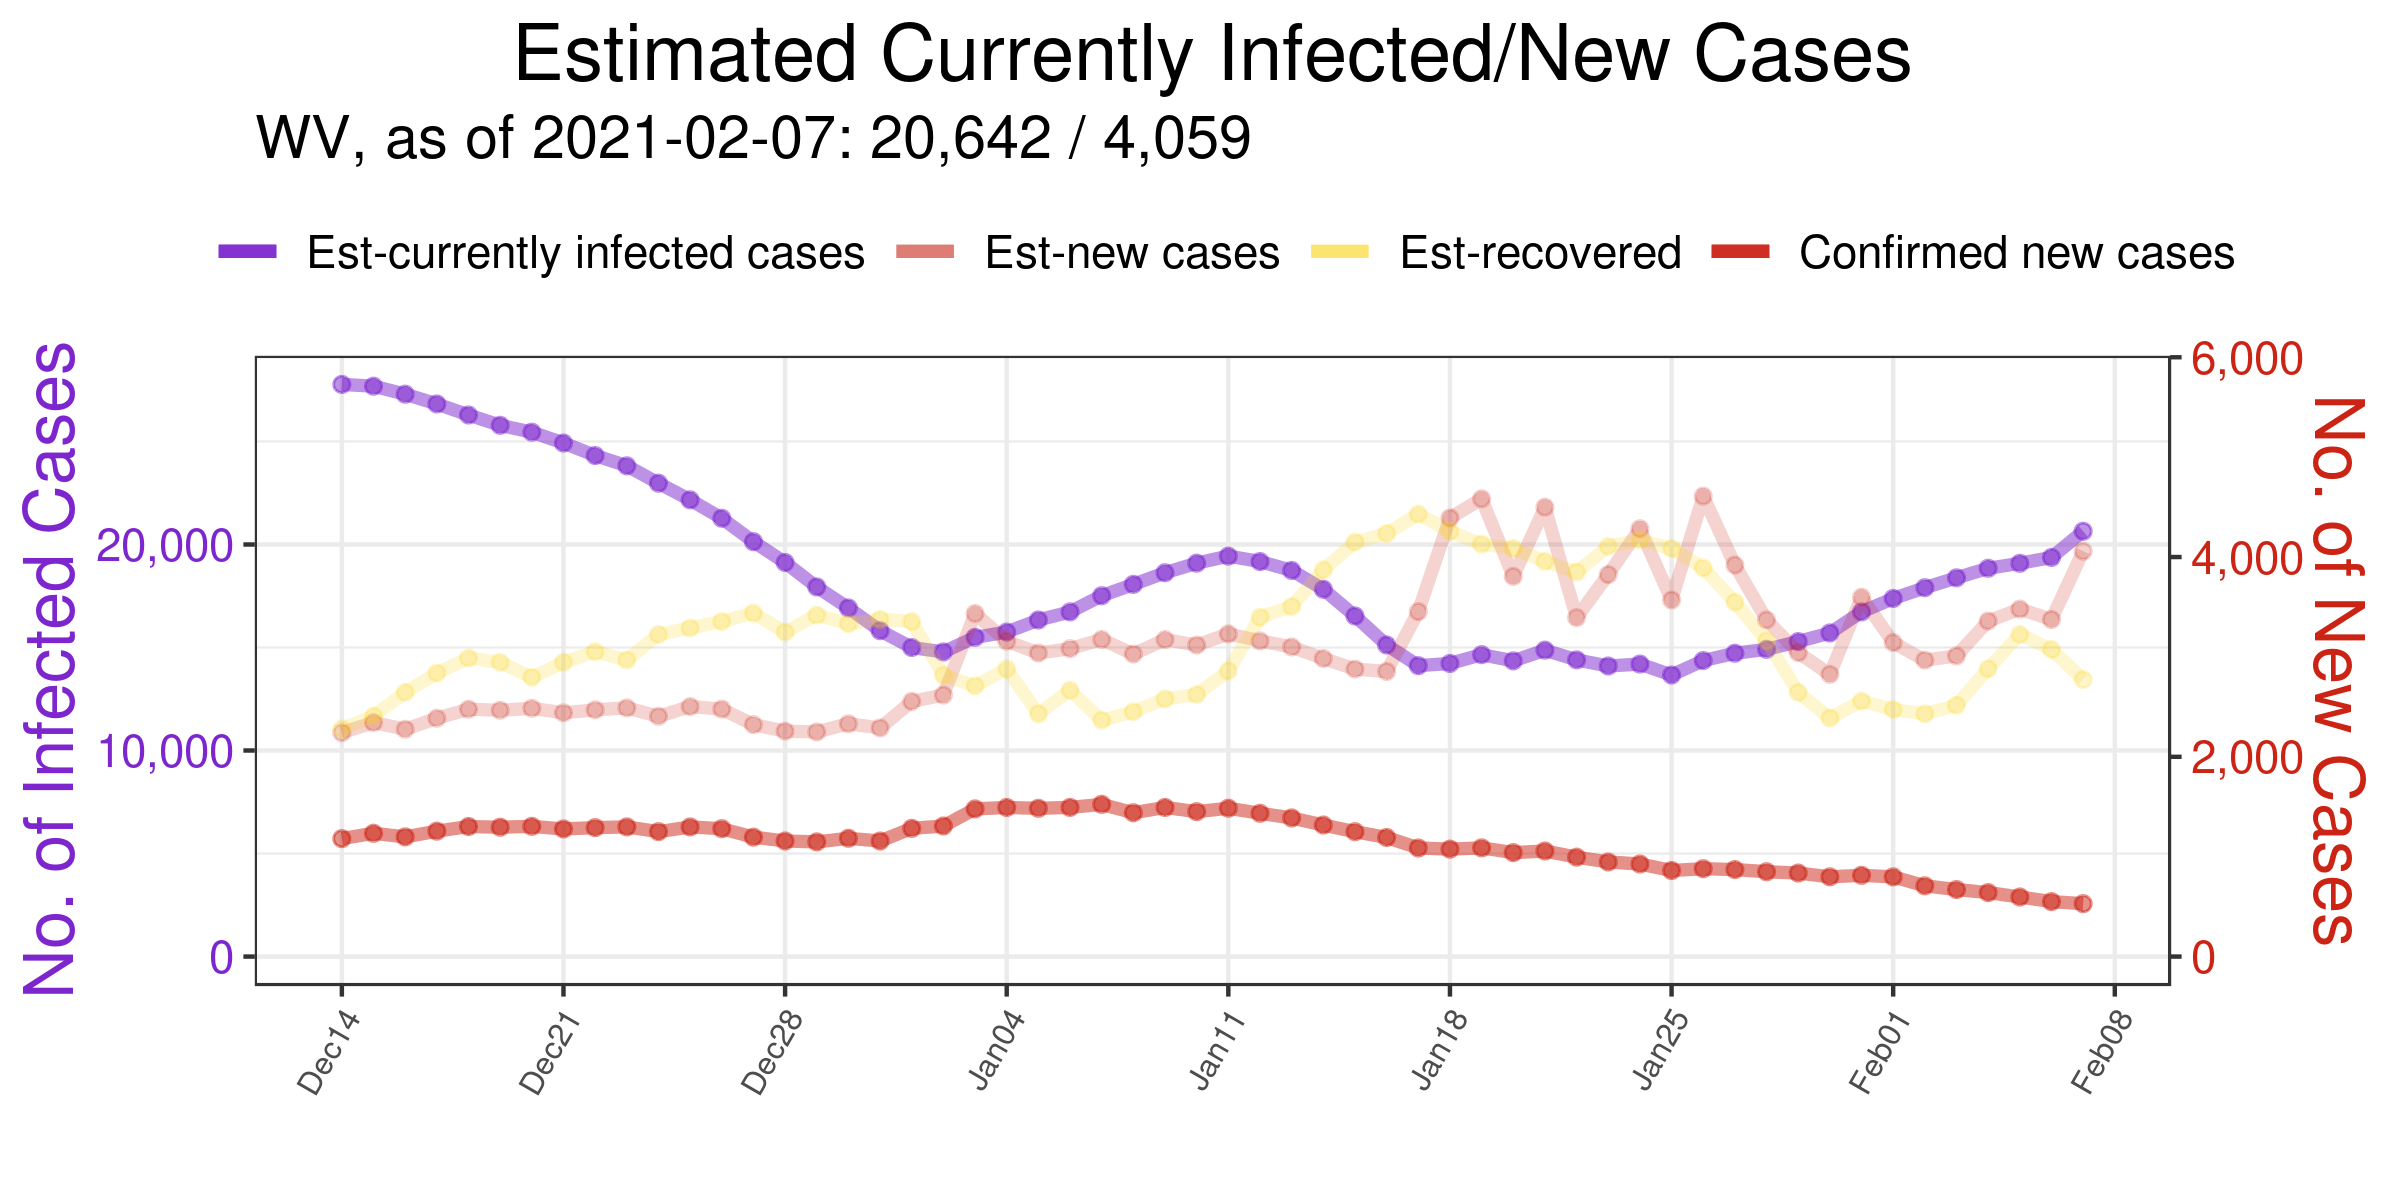 Estimated Currently Infected/New Cases
WV, as of 2021-02-07: 20,642 / 4,059
Est-currently infected cases Est-new cases Est-recovered Confirmed new cases
No. of Infected Cases
20,000
10,000
0
6,000
4,000
2,000
0
No. of New Cases
Dec14 Dec21 Dec28 Jan04 Jan11 Jan18 Jan25 Feb01 Feb08